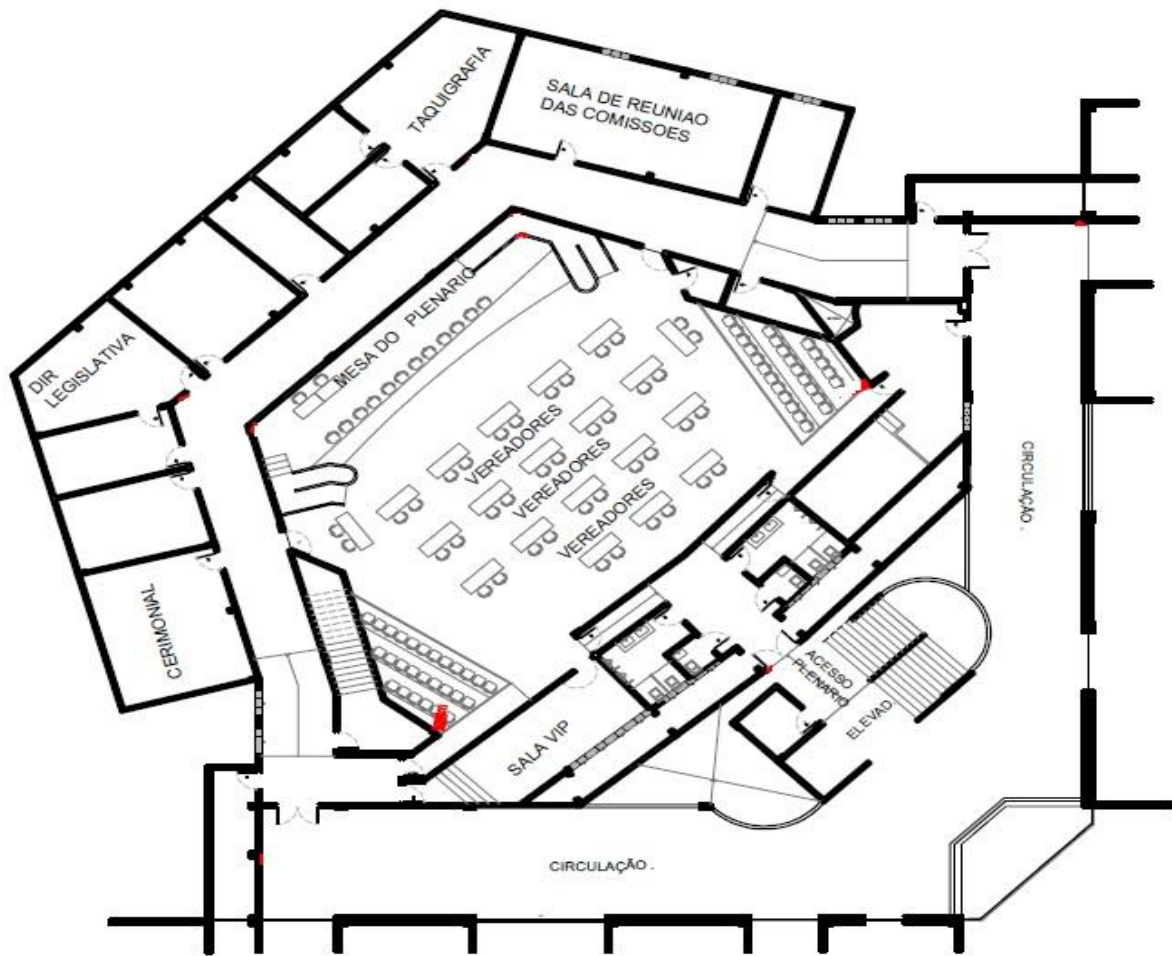 TAQUIGRAFIA
SALA DE REUNIAO
DAS COMISSOES
DIR
LEGISLATIVA
MESA DO PLENARIO
VEREADORES
VEREADORES
VEREADORES
CERIMONIAL
SALA VIP
ACESSO
PLENARIO
ELEVAD
CIRCULAÇÃO .
CIRCULAÇÃO .